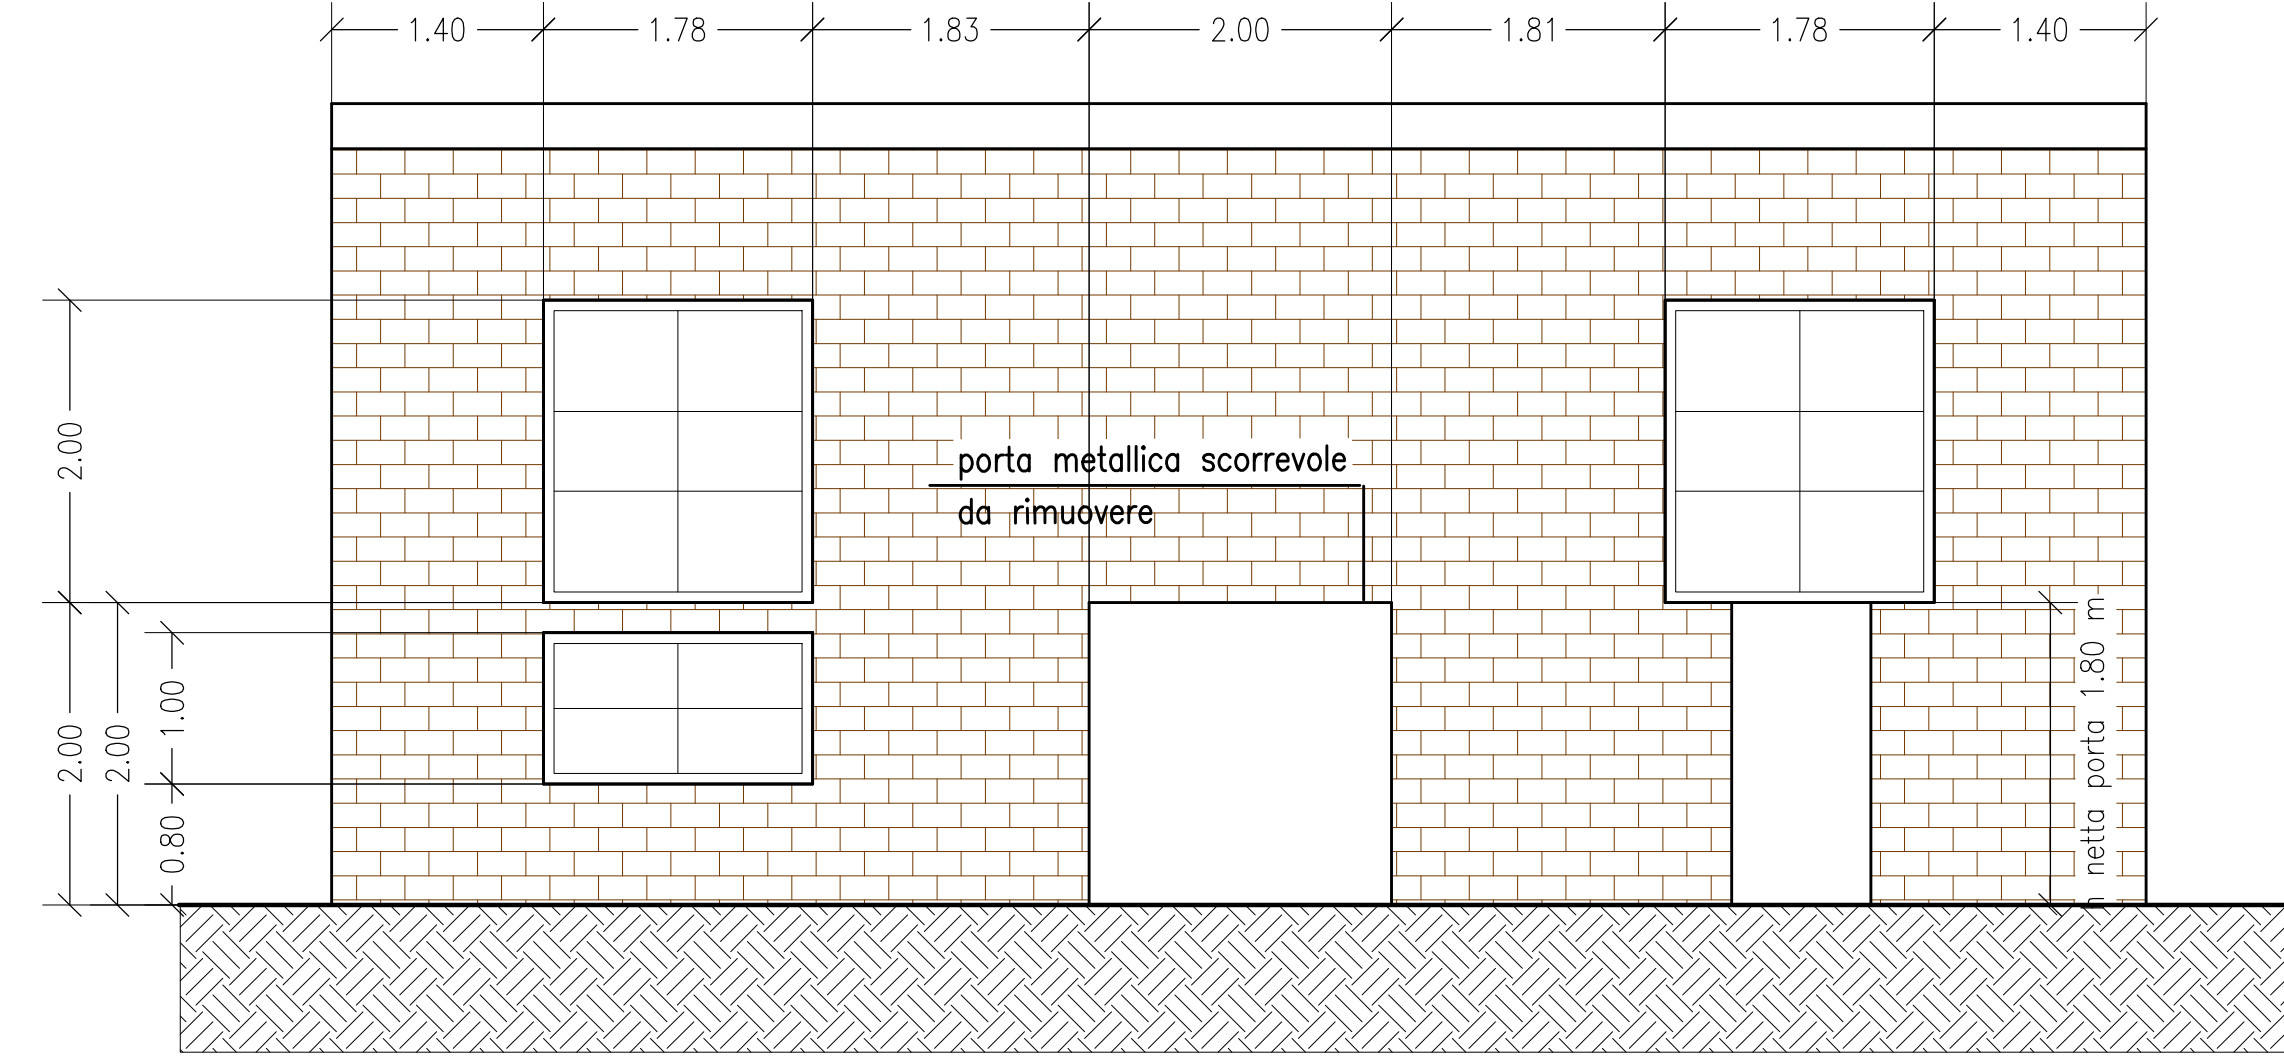 1.40 1.78 1.83 2.00 1.81 1.78 1.40
porta metallica scorrevole
da rimuovere
2.00
2.00
2.00
1.00
0.80
netta porta 1.80 m